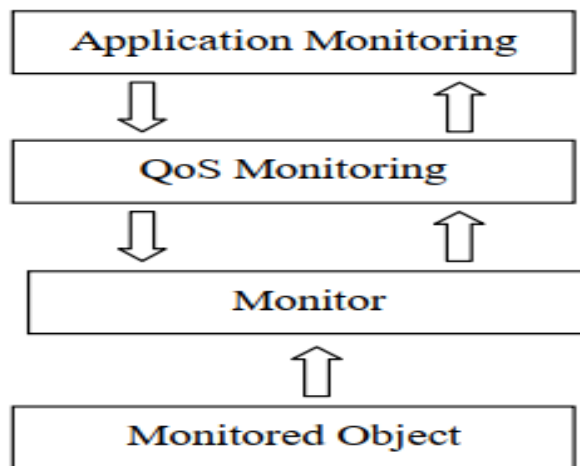 Application Monitoring
QoS Monitoring
Monitor
Monitored Object